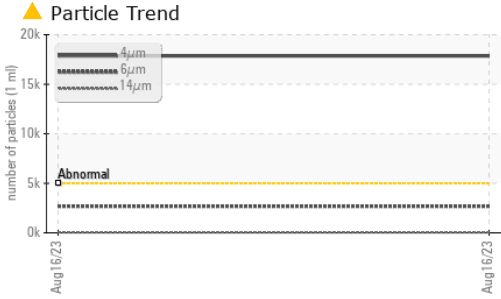 Particle Trend
20k
15k
10k
5k
0k
number of particles (1 ml)
4μm
6μm
14μm
Abnormal
Aug16/23
Aug16/23